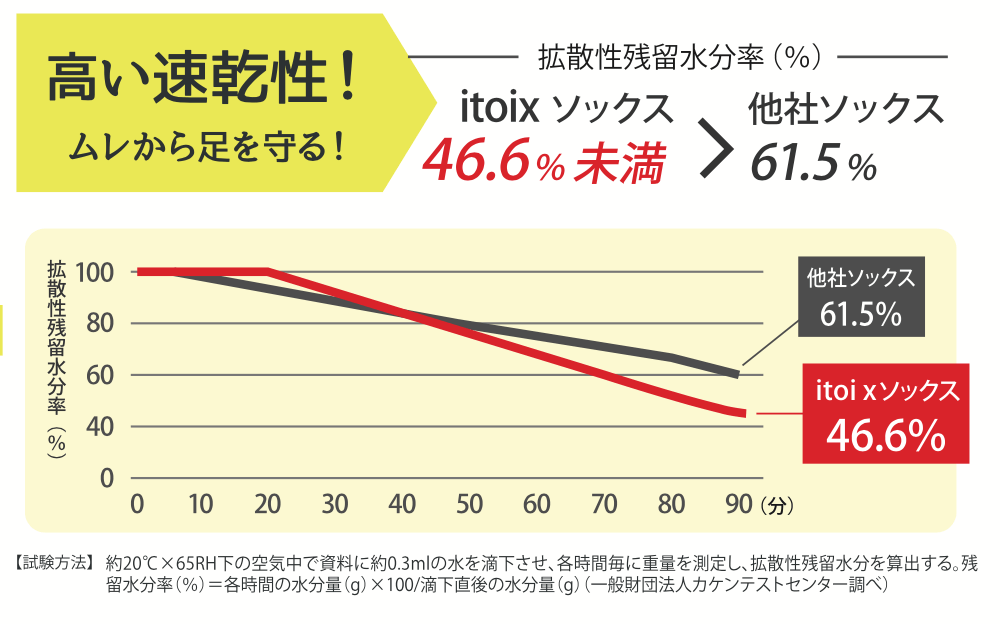 高い速乾性！
ムレから足を守る！
拡散性残留水分率（%）
itoix ソックス
46.6% 未満
他社ソックス
61.5%
拡散性残留水分率（%）
100
80
60
40
0
0 10 20 30 40 50 60 70 80 90（分）
他社ソックス
61.5%
itoi xソックス
46.6%
【試験方法】 約20℃×65RH下の空気中で資料に約0.3mlの水を滴下させ、各時間毎に重量を測定し、拡散性残留水分を算出する。残
留水分率（%）＝各時間の水分量（g）×100/滴下直後の水分量（g）（一般財団法人カケンテストセンター調べ）